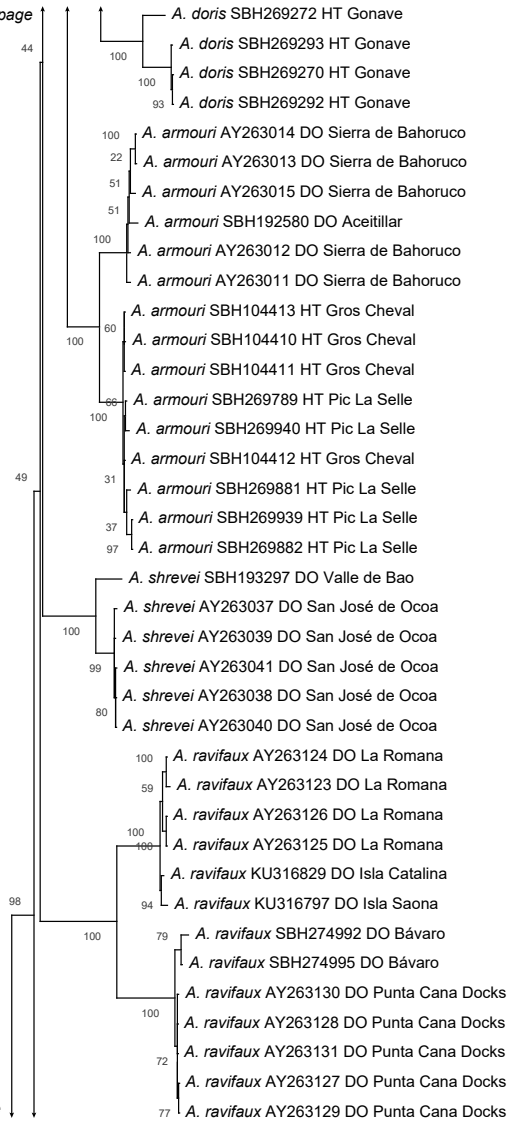 page
A. doris SBH269272 HT Gonave
44
A. doris SBH269293 HT Gonave
100
A. doris SBH269270 HT Gonave
100
A. doris SBH269292 HT Gonave
93
A. armouri AY263014 DO Sierra de Bahoruco
100
A. armouri AY263013 DO Sierra de Bahoruco
22
A. armouri AY263015 DO Sierra de Bahoruco
51
A. armouri SBH192580 DO Aceitillar
51
A. armouri AY263012 DO Sierra de Bahoruco
100
A. armouri AY263011 DO Sierra de Bahoruco
A. armouri SBH104413 HT Gros Cheval
60
A. armouri SBH104410 HT Gros Cheval
100
A. armouri SBH104411 HT Gros Cheval
A. armouri SBH269789 HT Pic La Selle
66
100
A. armouri SBH269940 HT Pic La Selle
A. armouri SBH104412 HT Gros Cheval
49
31
A. armouri SBH269881 HT Pic La Selle
A. armouri SBH269939 HT Pic La Selle
37
A. armouri SBH269882 HT Pic La Selle
97
A. shrevei SBH193297 DO Valle de Bao
A. shrevei AY263037 DO San José de Ocoa
100
A. shrevei AY263039 DO San José de Ocoa
99
A. shrevei AY263041 DO San José de Ocoa
A. shrevei AY263038 DO San José de Ocoa
80
A. shrevei AY263040 DO San José de Ocoa
A. ravifaux AY263124 DO La Romana
100
A. ravifaux AY263123 DO La Romana
59
A. ravifaux AY263126 DO La Romana
100
A. ravifaux AY263125 DO La Romana
100
A. ravifaux KU316829 DO Isla Catalina
98
A. ravifaux KU316797 DO Isla Saona
94
A. ravifaux SBH274992 DO Bávaro
79
100
A. ravifaux SBH274995 DO Bávaro
A. ravifaux AY263130 DO Punta Cana Docks
100
A. ravifaux AY263128 DO Punta Cana Docks
A. ravifaux AY263131 DO Punta Cana Docks
72
A. ravifaux AY263127 DO Punta Cana Docks
A. ravifaux AY263129 DO Punta Cana Docks
77